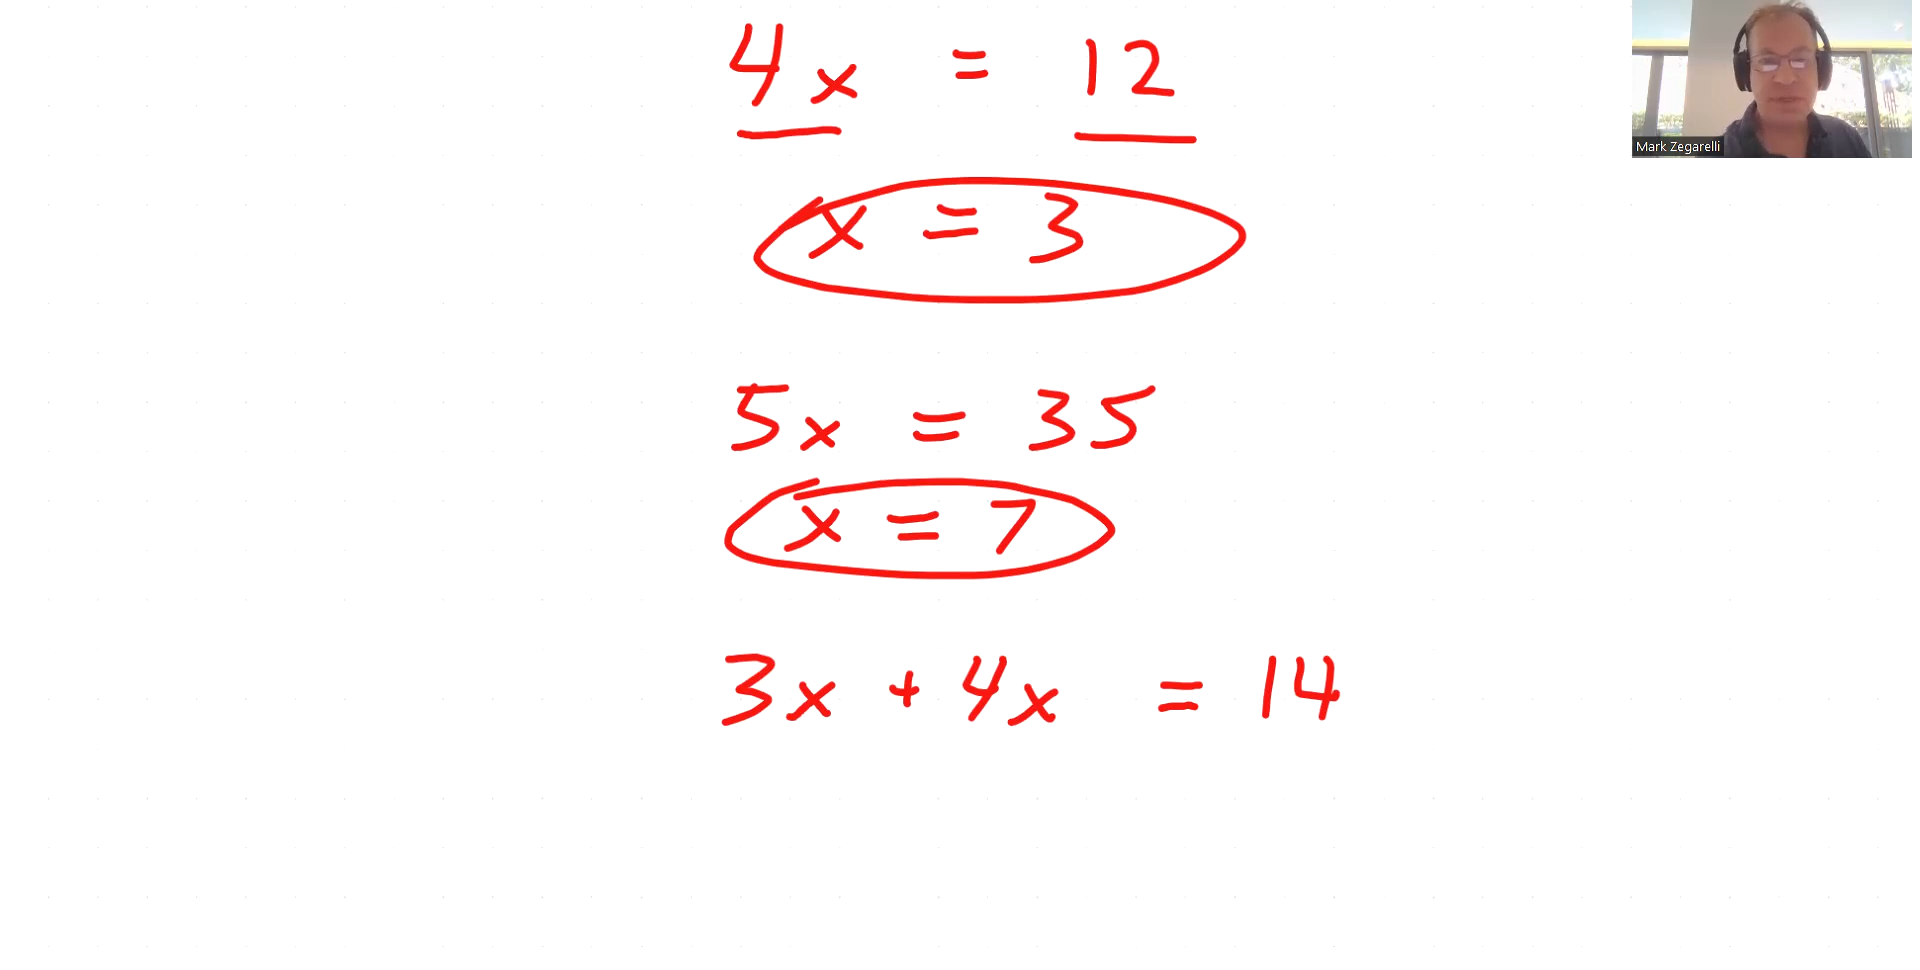 4x = 12
Mark Zegarelli
x = 3
5x = 35
x = 7
3x + 4x = 14